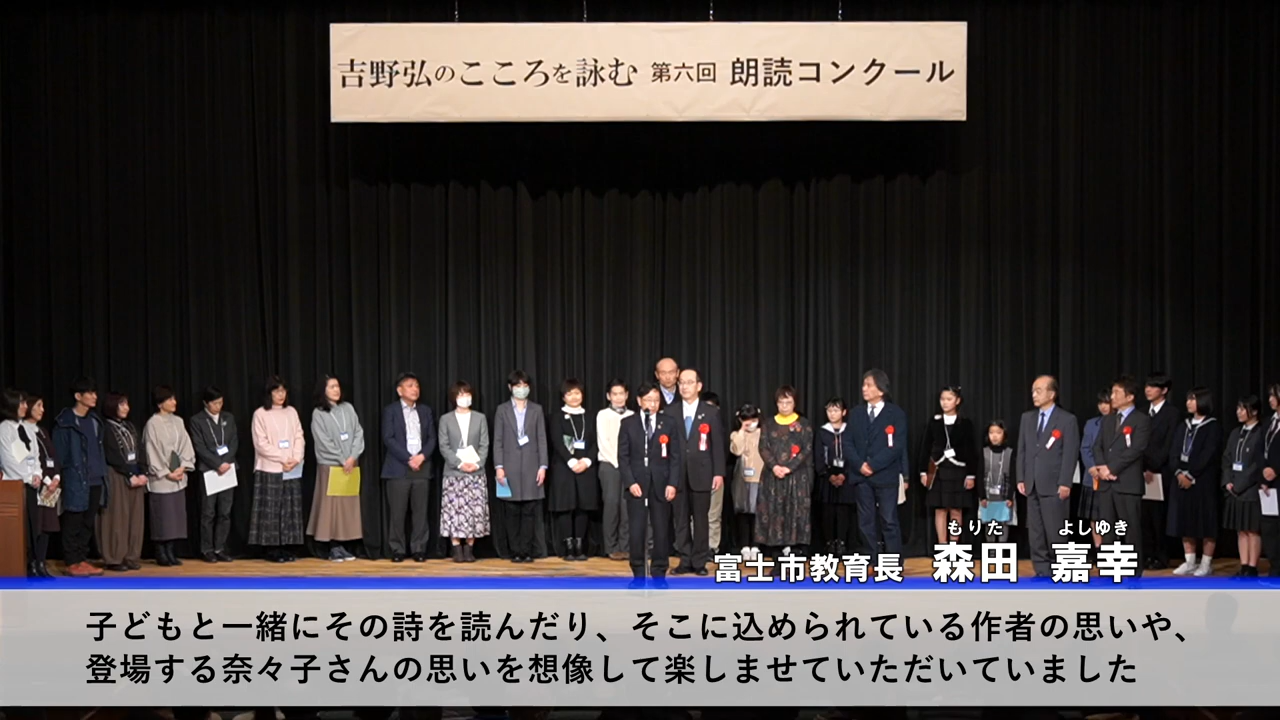 吉野弘のこころを詠む 第六回 朗読コンクール
もりた よしゆき
富士市教育長 森田 嘉幸
子どもと一緒にその詩を読んだり、そこに込められている作者の思いや、
登場する奈々子さんの思いを想像して楽しませていただいていました